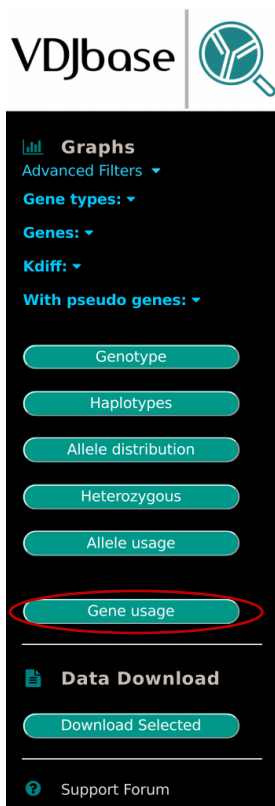 VDJbase
Graphs
Advanced Filters
Gene types:
Genes:
Kdiff:
With pseudo genes:
Genotype
Haplotypes
Allele distribution
Heterozygous
Allele usage
Gene usage
Data Download
Download Selected
Support Forum